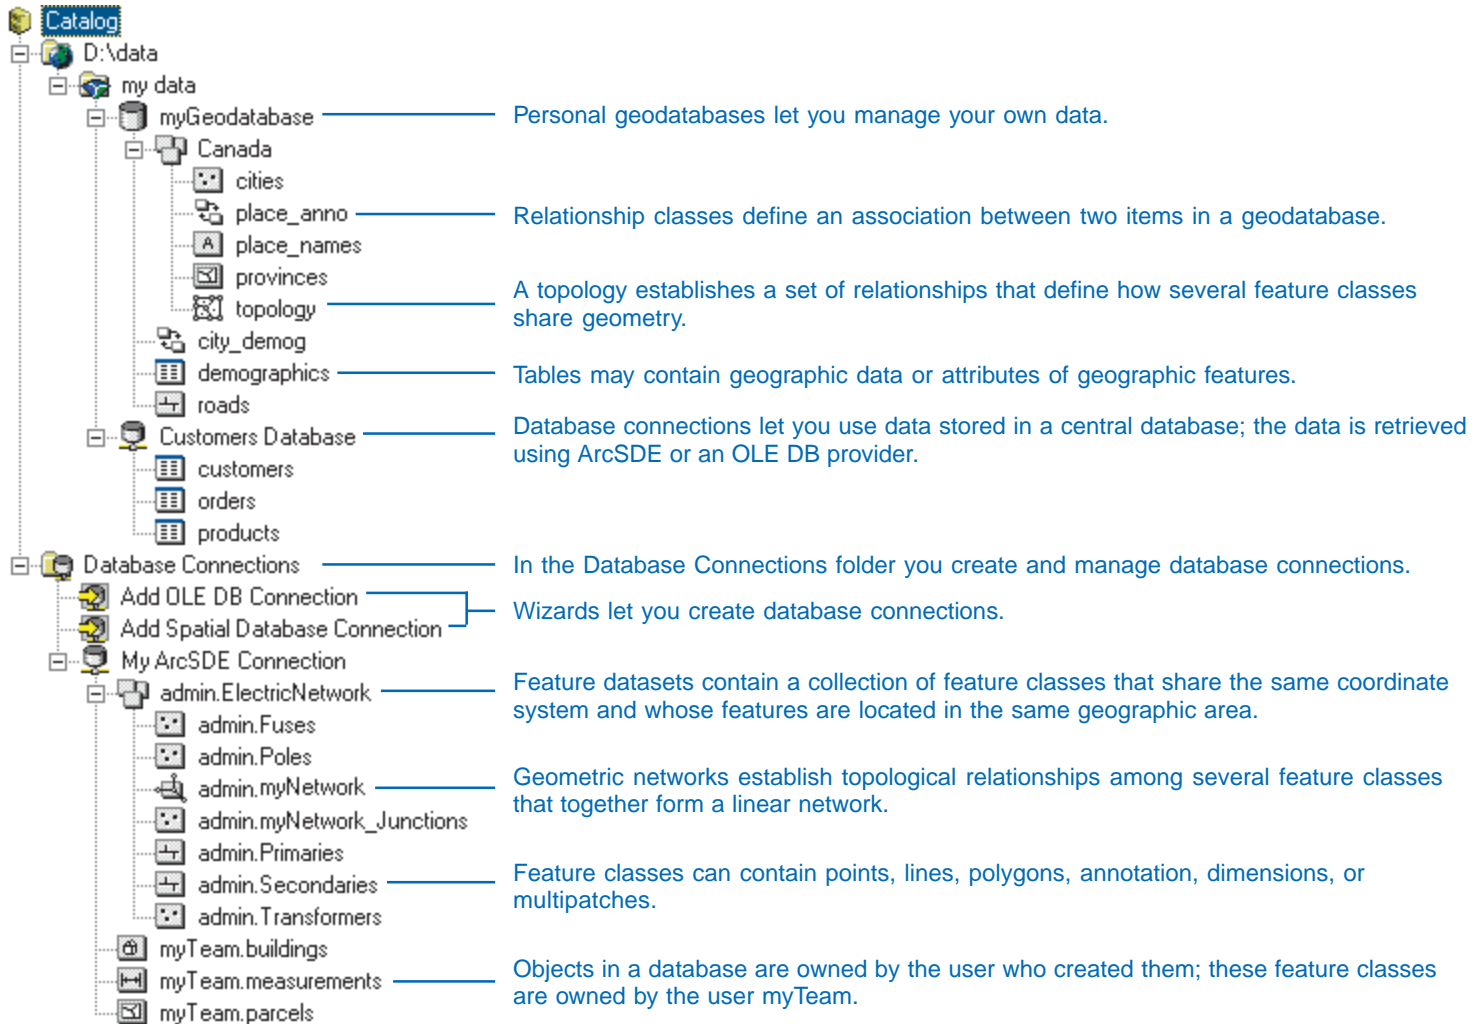 Catalog
D:\data
my data
myGeodatabase
Personal geodatabases let you manage your own data.
Canada
cities
place_anno
Relationship classes define an association between two items in a geodatabase.
place_names
provinces
A topology establishes a set of relationships that define how several feature classes
share geometry.
topology
city_demog
demographics
Tables may contain geographic data or attributes of geographic features.
roads
Customers Database
Database connections let you use data stored in a central database; the data is retrieved
using ArcSDE or an OLE DB provider.
customers
orders
products
Database Connections
In the Database Connections folder you create and manage database connections.
Add OLE DB Connection
Wizards let you create database connections.
Add Spatial Database Connection
My ArcSDE Connection
admin.ElectricNetwork
Feature datasets contain a collection of feature classes that share the same coordinate
system and whose features are located in the same geographic area.
admin.Fuses
admin.Poles
admin.myNetwork
Geometric networks establish topological relationships among several feature classes
that together form a linear network.
admin.myNetwork_Junctions
admin.Primaries
admin.Secondaries
Feature classes can contain points, lines, polygons, annotation, dimensions, or
multipatches.
admin.Transformers
myTeam.buildings
myTeam.measurements
Objects in a database are owned by the user who created them; these feature classes
are owned by the user myTeam.
myTeam.parcels